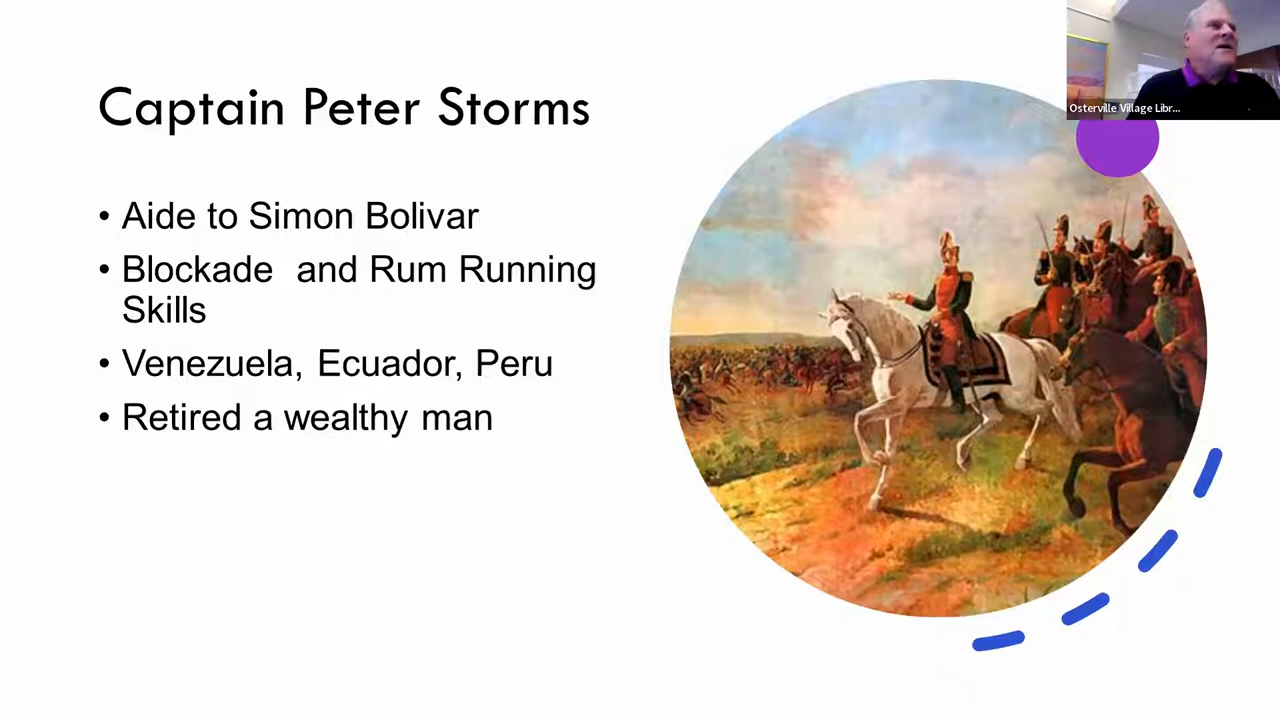 Captain Peter Storms
• Aide to Simon Bolivar
• Blockade  and Rum Running
Skills
• Venezuela, Ecuador, Peru
• Retired a wealthy man
Osterville Village Libr...